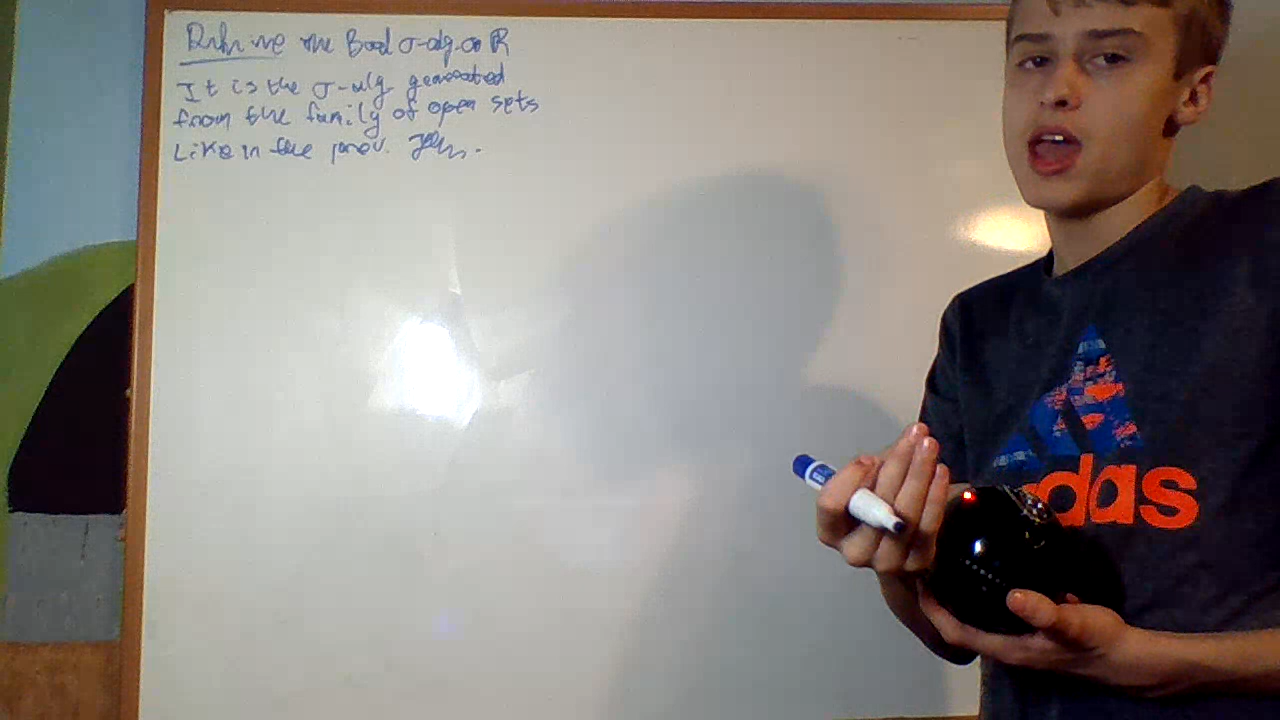 Define the Borel σ-alg. on ℝ
It is the σ-alg generated
from the family of open sets
Like in the prev.
das